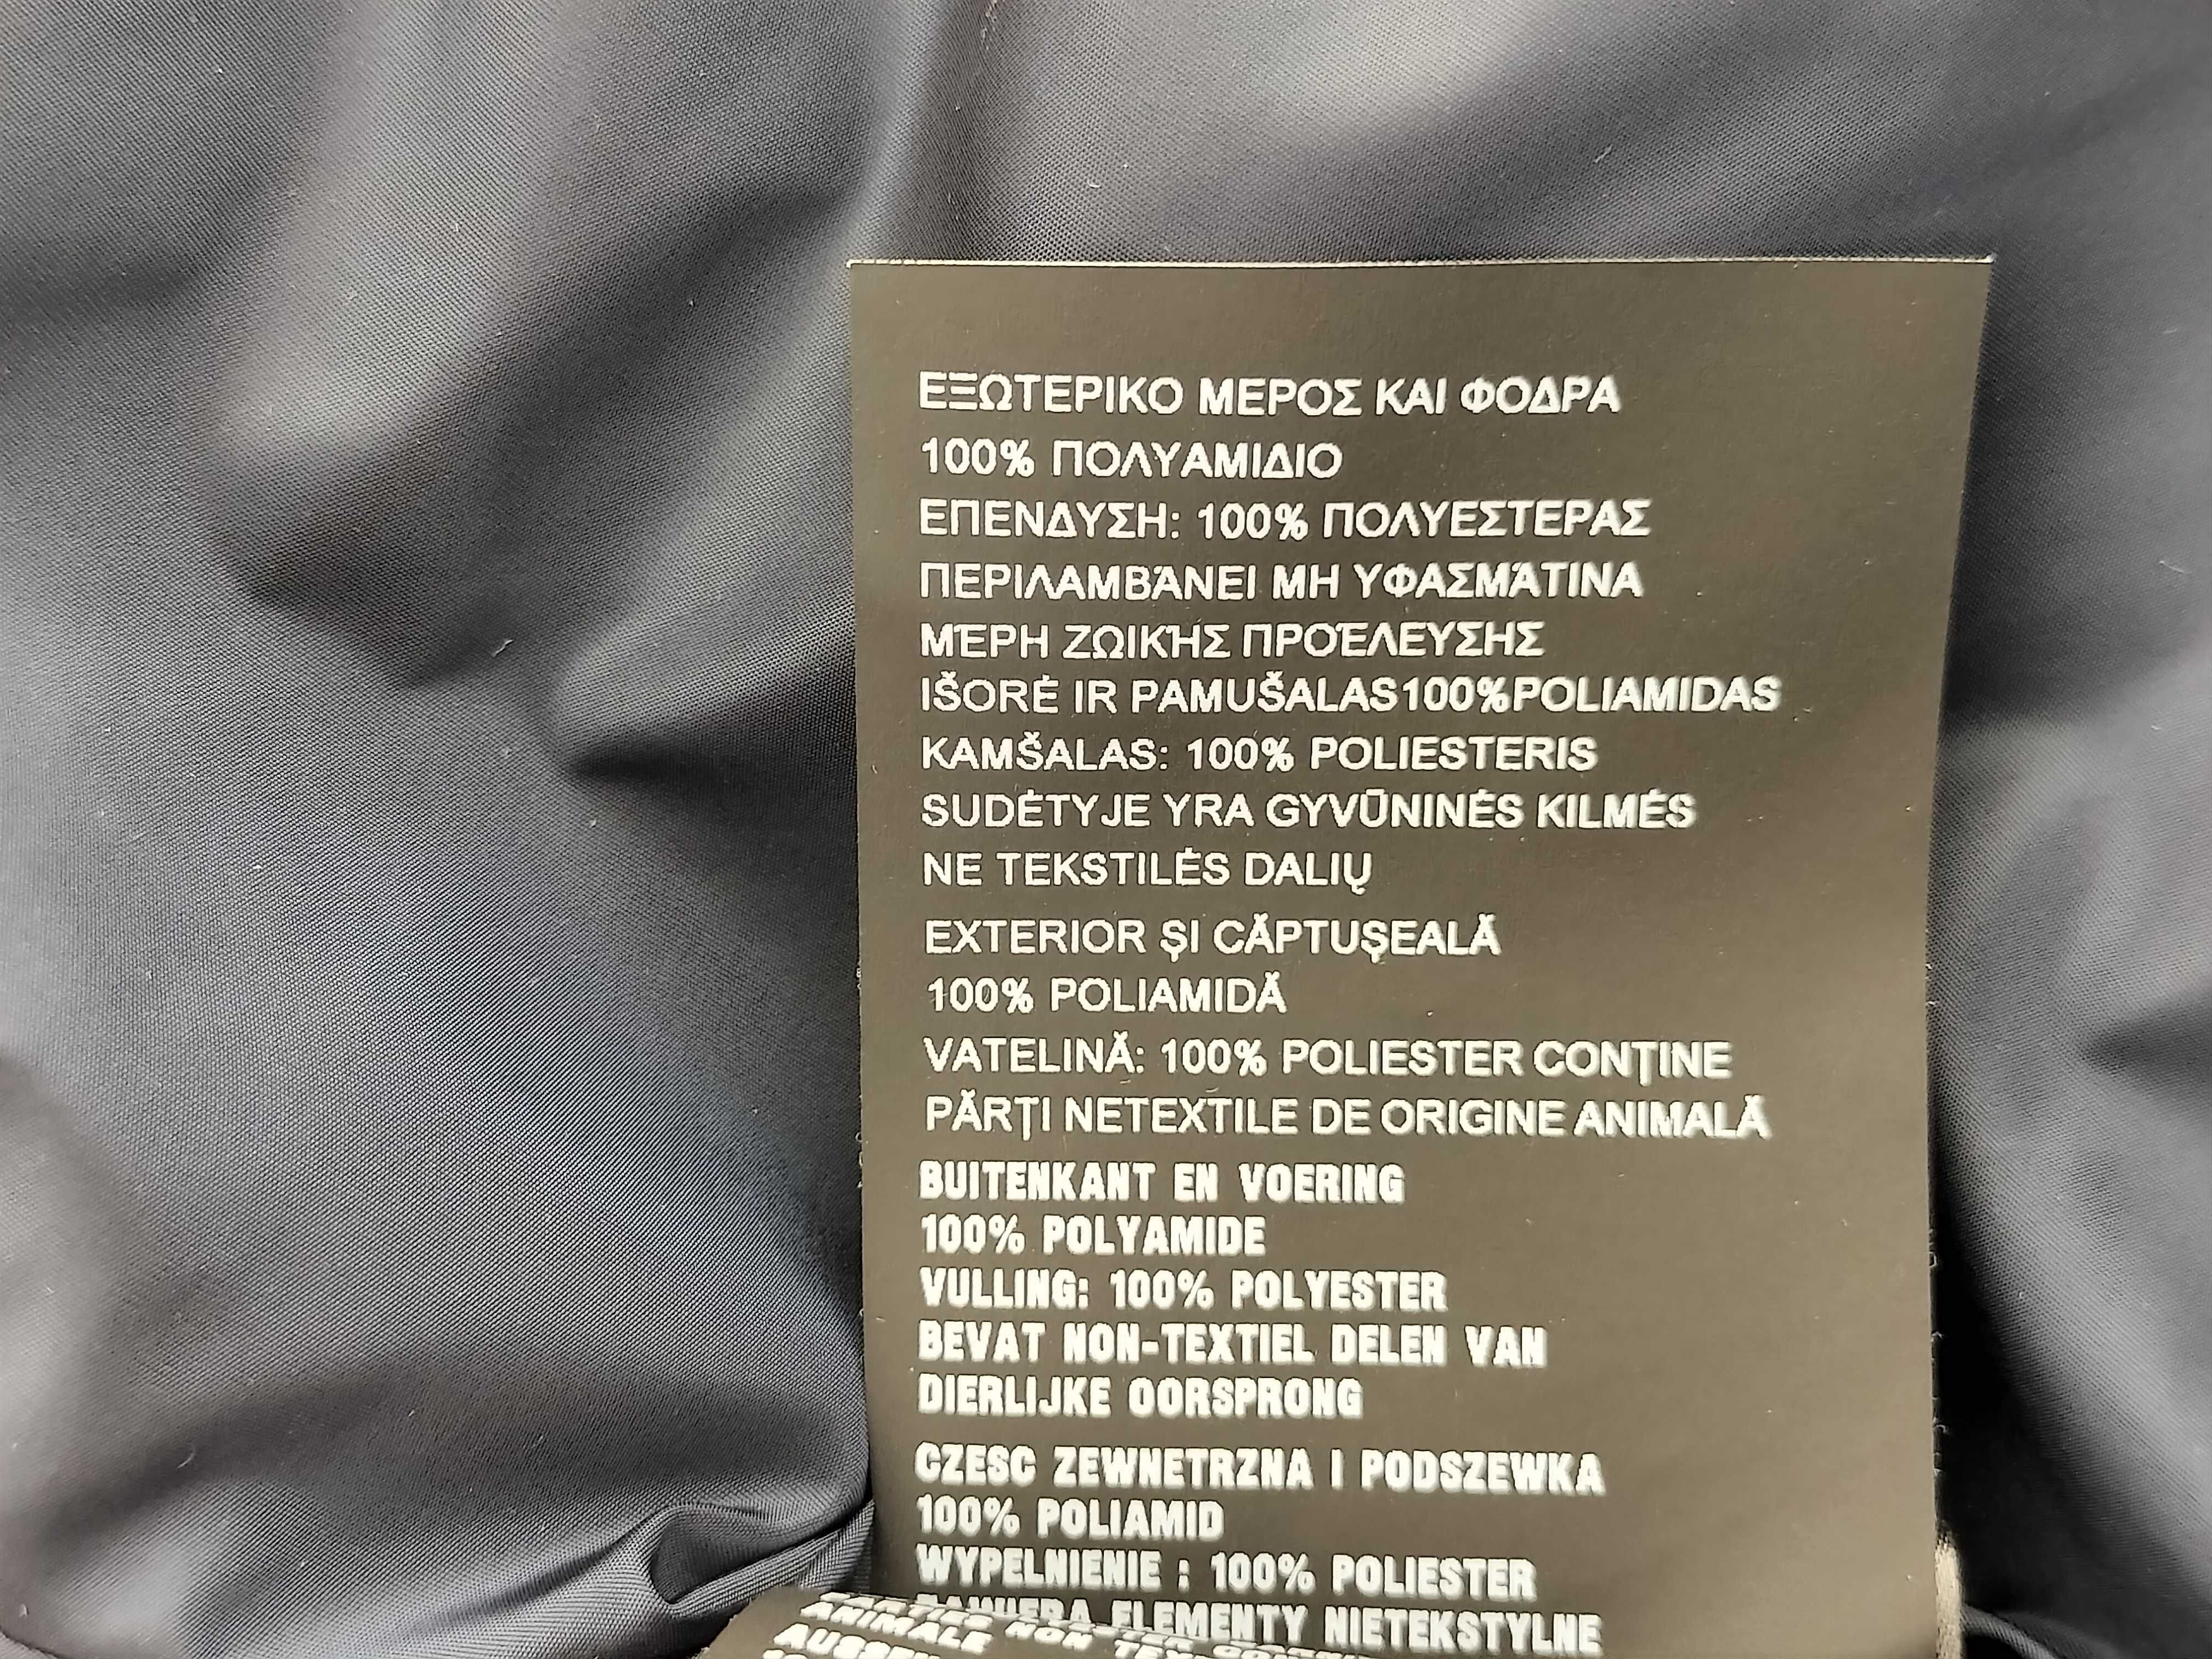 ΕΞΩΤΕΡΙΚΟ ΜΕΡΟΣ ΚΑΙ ΦΟΔΡΑ
100% ΠΟΛΥΑΜΙΔΙΟ
ΕΠΕΝΔΥΣΗ: 100% ΠΟΛΥΕΣΤΕΡΑΣ
ΠΕΡΙΛΑΜΒΆΝΕΙ ΜΗ ΥΦΑΣΜΆΤΙΝΑ
ΜΈΡΗ ΖΩΙΚΉΣ ΠΡΟΈΛΕΥΣΗΣ
IŠORĖ IR PAMUŠALAS100%POLIAMIDAS
KAMŠALAS: 100% POLIESTERIS
SUDĖTYJE YRA GYVŪNINĖS KILMĖS
NE TEKSTILĖS DALIŲ
EXTERIOR ŞI CĂPTUŞEALĂ
100% POLIAMIDĂ
VATELINĂ: 100% POLIESTER CONŢINE
PĂRŢI NETEXTILE DE ORIGINE ANIMALĂ
BUITENKANT EN VOERING
100% POLYAMIDE
VULLING: 100% POLYESTER
BEVAT NON-TEXTIEL DELEN VAN
DIERLIJKE OORSPRONG
CZESC ZEWNETRZNA I PODSZEWKA
100% POLIAMID
WYPELNIENIE : 100% POLIESTER
ELEMENTY NIETEKSTYLNE
NON
ANIMALE